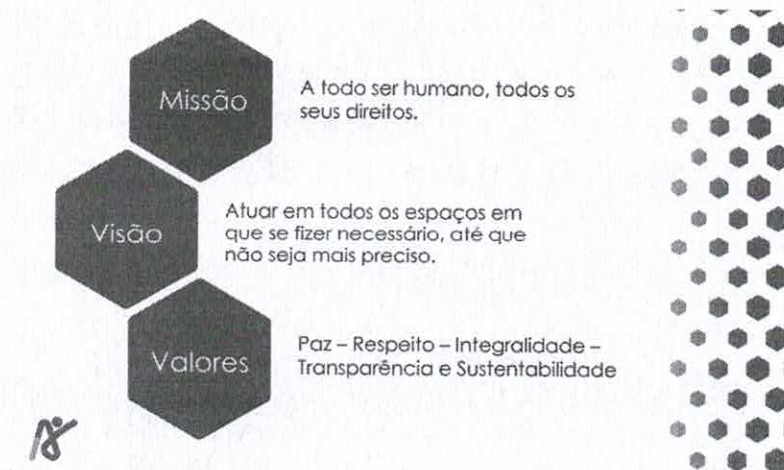 Missão
A todo ser humano, todos os
seus direitos.
Visão
Atuar em todos os espaços em
que se fizer necessário, até que
não seja mais preciso.
Valores
Paz – Respeito – Integralidade –
Transparência e Sustentabilidade